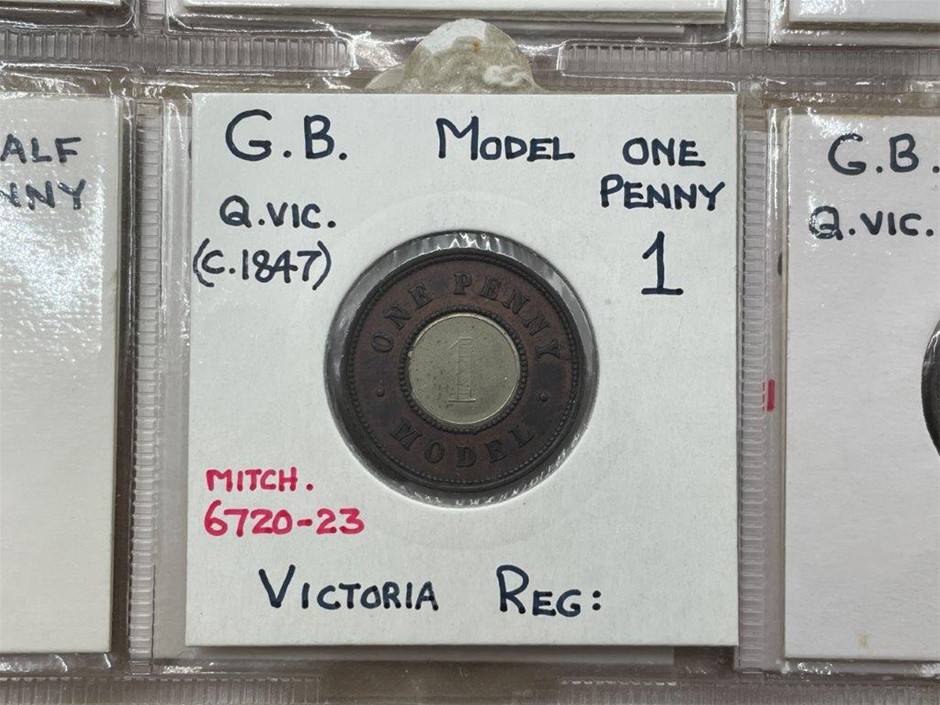 G.B. MODEL ONE
PENNY
Q.VIC.
(C.1847)
1
ONE PENNY
1
MODEL
MITCH.
6720-23
VICTORIA REG:
ALF
NNY
G.B.
Q.VIC.